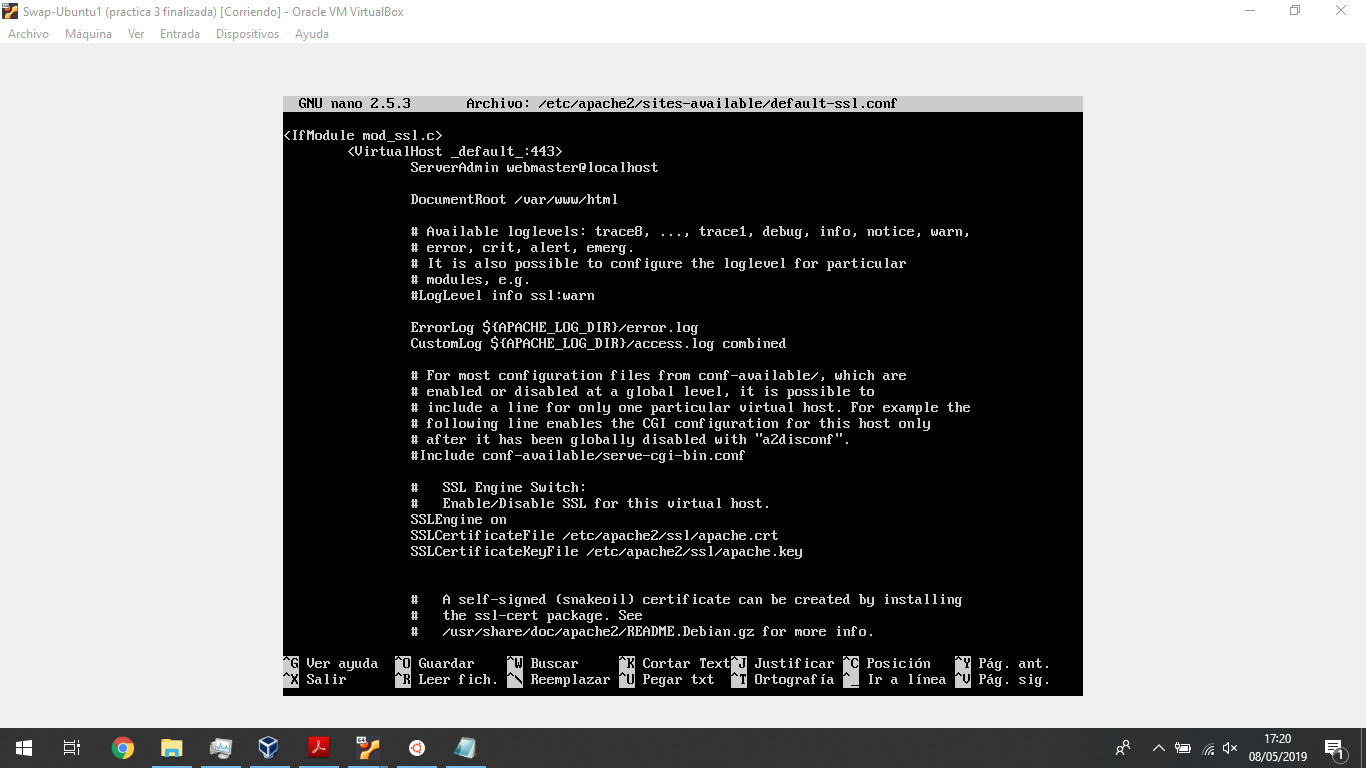 Swap-Ubuntu1 (practica 3 finalizada) [Corriendo] - Oracle VM VirtualBox
Archivo Máquina Ver Entrada Dispositivos Ayuda
GNU nano 2.5.3 Archivo: /etc/apache2/sites-available/default-ssl.conf
<IfModule mod_ssl.c>
<VirtualHost _default_:443>
ServerAdmin webmaster@localhost
DocumentRoot /var/www/html
# Available loglevels: trace8, ..., trace1, debug, info, notice, warn,
# error, crit, alert, emerg.
# It is also possible to configure the loglevel for particular
# modules, e.g.
#LogLevel info ssl:warn
ErrorLog ${APACHE_LOG_DIR}/error.log
CustomLog ${APACHE_LOG_DIR}/access.log combined
# For most configuration files from conf-available/, which are
# enabled or disabled at a global level, it is possible to
# include a line for only one particular virtual host. For example the
# following line enables the CGI configuration for this host only
# after it has been globally disabled with "a2disconf".
#Include conf-available/serve-cgi-bin.conf
# SSL Engine Switch:
# Enable/Disable SSL for this virtual host.
SSLEngine on
SSLCertificateFile /etc/apache2/ssl/apache.crt
SSLCertificateKeyFile /etc/apache2/ssl/apache.key
# A self-signed (snakeoil) certificate can be created by installing
# the ssl-cert package. See
# /usr/share/doc/apache2/README.Debian.gz for more info.
^G Ver ayuda ^O Guardar ^W Buscar ^K Cortar Text ^J Justificar ^C Posición ^Y Pág. ant.
^X Salir ^R Leer fich. ^\ Reemplazar ^U Pegar txt ^T Ortografía ^_ Ir a línea ^V Pág. sig.
17:20
08/05/2019
1